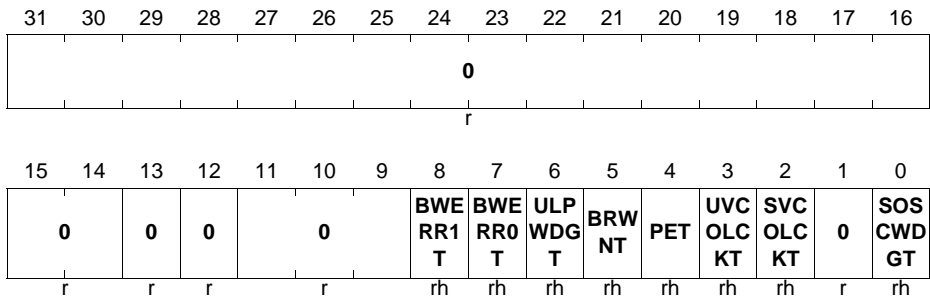 31 30 29 28 27 26 25 24 23 22 21 20 19 18 17 16
0
r
15 14 13 12 11 10 9 8 7 6 5 4 3 2 1 0
0 0 0 0 BWE RR1 T BWE RR0 T ULP WDG T BRW NT PET UVC OLC KT SVC OLC KT 0 SOS CWD GT
r r r r rh rh rh rh rh rh rh r rh